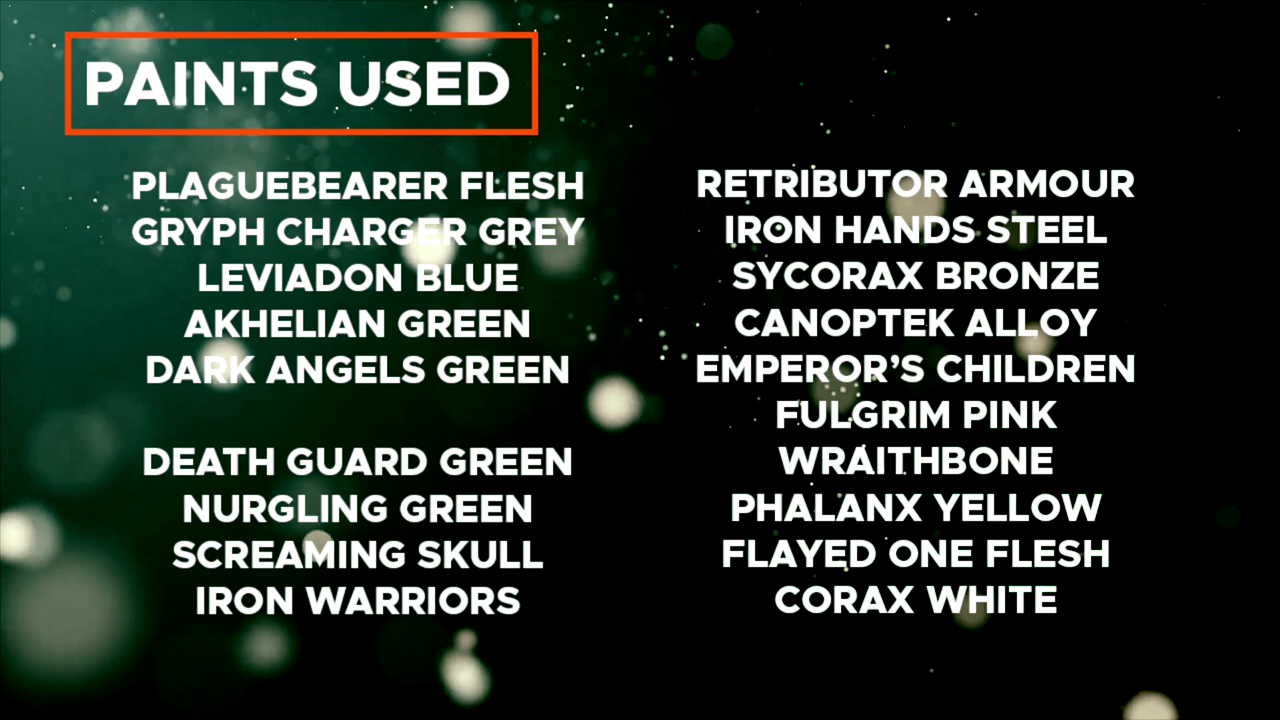 PAINTS USED
PLAGUEBEARER FLESH
GRYPH CHARGER GREY
LEVIADON BLUE
AKHELIAN GREEN
DARK ANGELS GREEN
DEATH GUARD GREEN
NURGLING GREEN
SCREAMING SKULL
IRON WARRIORS
RETRIBUTOR ARMOUR
IRON HANDS STEEL
SYCORAX BRONZE
CANOPTEK ALLOY
EMPEROR’S CHILDREN
FULGRIM PINK
WRAITHBONE
PHALANX YELLOW
FLAYED ONE FLESH
CORAX WHITE